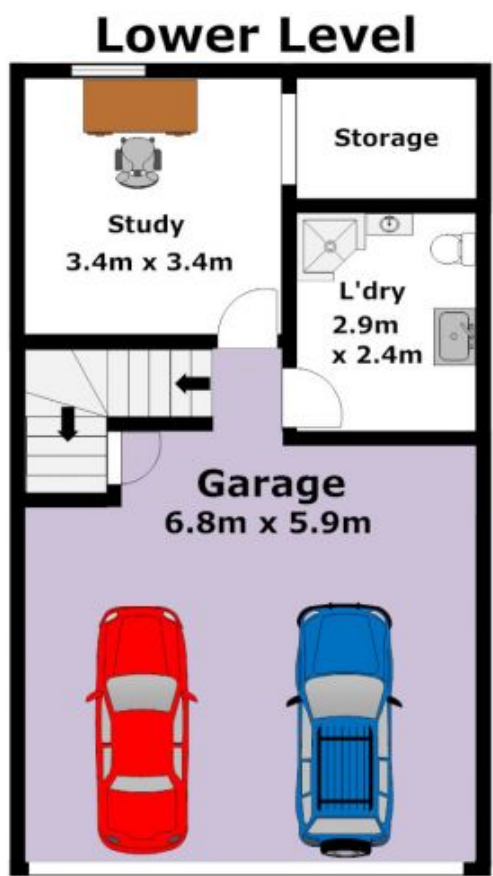 Lower Level
Storage
Study
3.4m x 3.4m
L'dry
2.9m
x 2.4m
Garage
6.8m x 5.9m